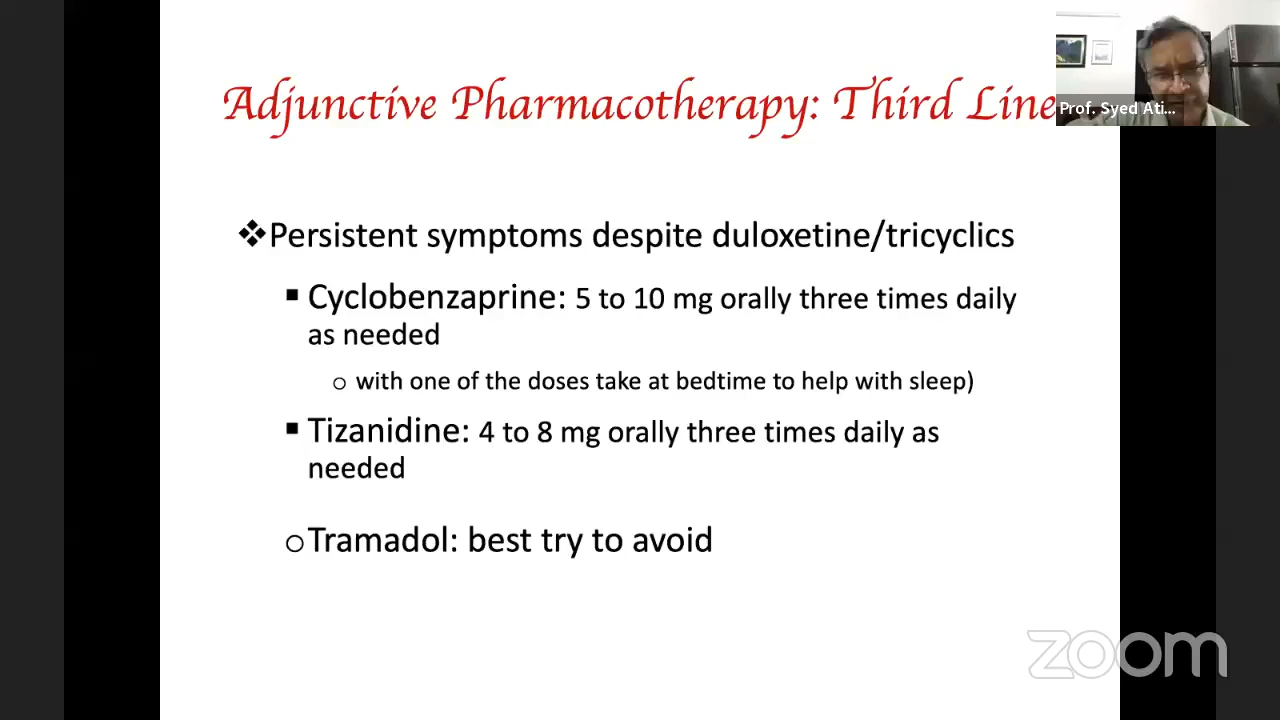 Adjunctive Pharmacotherapy: Third Line
Prof. Syed Ati...
❖Persistent symptoms despite duloxetine/tricyclics
▪ Cyclobenzaprine: 5 to 10 mg orally three times daily
as needed
o with one of the doses take at bedtime to help with sleep)
▪ Tizanidine: 4 to 8 mg orally three times daily as
needed
oTramadol: best try to avoid
zoom